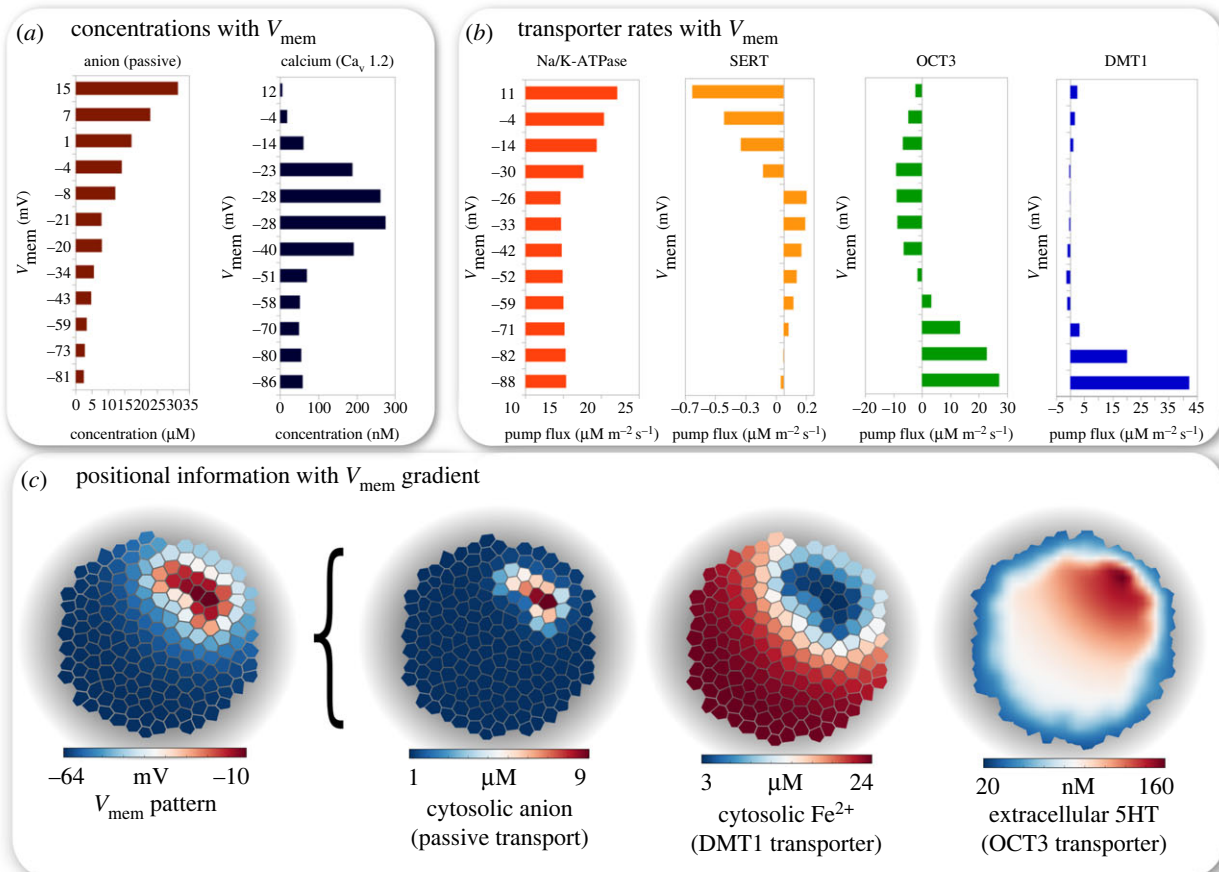 (a) concentrations with Vmem
anion (passive)
15
7
1
–4
–8
–21
–20
–34
–43
–59
–73
–81
Vmem (mV)
0 5 10 15 20 25 30 35
concentration (µM)
calcium (Cav 1.2)
12
–4
–14
–23
–28
–28
–40
–51
–58
–70
–80
–86
Vmem (mV)
0 100 200 300
concentration (nM)
(b) transporter rates with Vmem
Na/K-ATPase
11
–4
–14
–30
–26
–33
–42
–52
–59
–71
–82
–88
Vmem (mV)
10 15 20 25
pump flux (µM m–2 s–1)
SERT
Vmem (mV)
–0.7 –0.5 –0.3 0 0.2
pump flux (µM m–2 s–1)
OCT3
Vmem (mV)
–20 –10 0 10 20 30
pump flux (µM m–2 s–1)
DMT1
Vmem (mV)
–5 5 15 25 35 45
pump flux (µM m–2 s–1)
(c) positional information with Vmem gradient
{
–64 mV –10
Vmem pattern
1 µM 9
cytosolic anion
(passive transport)
3 µM 24
cytosolic Fe2+
(DMT1 transporter)
20 nM 160
extracellular 5HT
(OCT3 transporter)